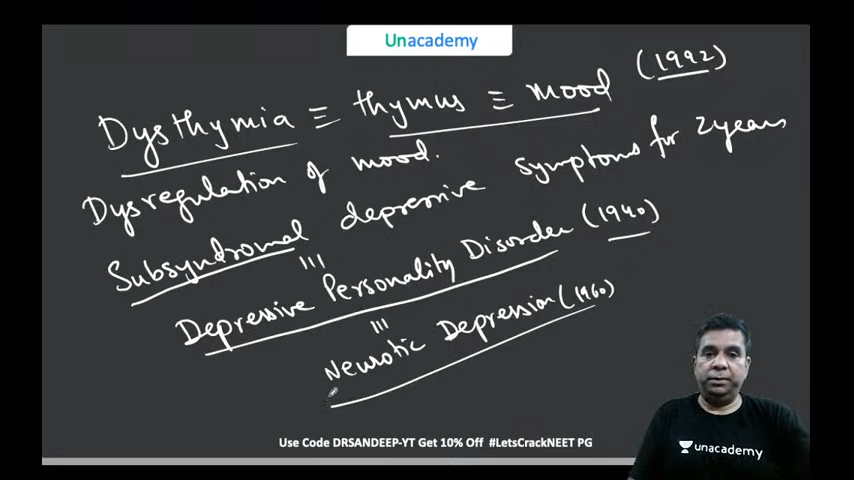 Unacademy
Dysthymia ≡ thymus ≡ mood (1992)
Dysregulation of mood.
Subsyndromal depressive symptoms for 2 years
≡
Depressive Personality Disorder (1940)
≡
Neurotic Depression (1960)
unacademy
Use Code DRSANDEEP-YT Get 10% Off #LetsCrackNEET PG